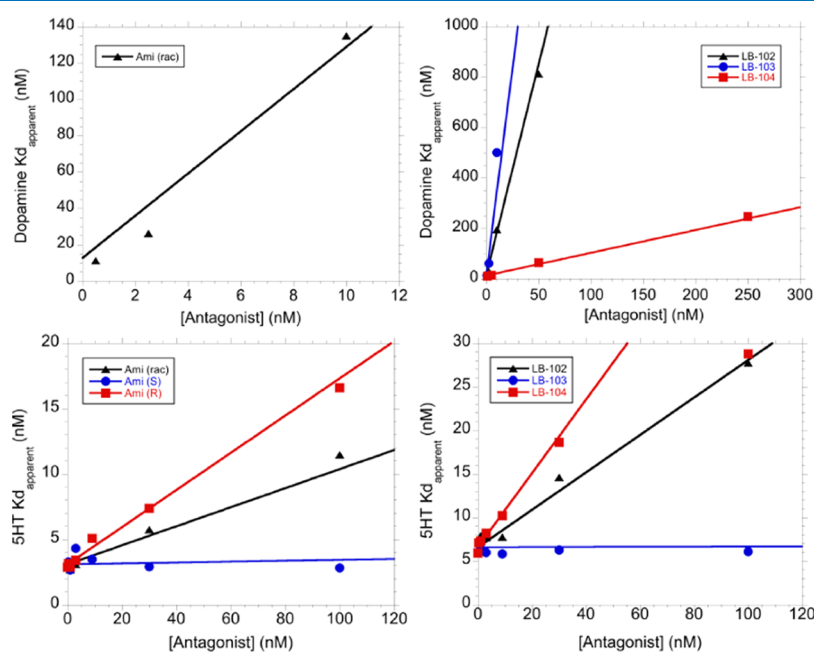 Ami (rac)
Dopamine Kd apparent (nM)
140
120
100
80
60
40
20
0
0 2 4 6 8 10 12
[Antagonist] (nM)
LB-102
LB-103
LB-104
Dopamine Kd apparent (nM)
1000
800
600
400
200
0
0 50 100 150 200 250 300
[Antagonist] (nM)
Ami (rac)
Ami (S)
Ami (R)
5HT Kd apparent (nM)
20
15
10
5
0
0 20 40 60 80 100 120
[Antagonist] (nM)
LB-102
LB-103
LB-104
5HT Kd apparent (nM)
30
25
20
15
10
5
0
0 20 40 60 80 100 120
[Antagonist] (nM)